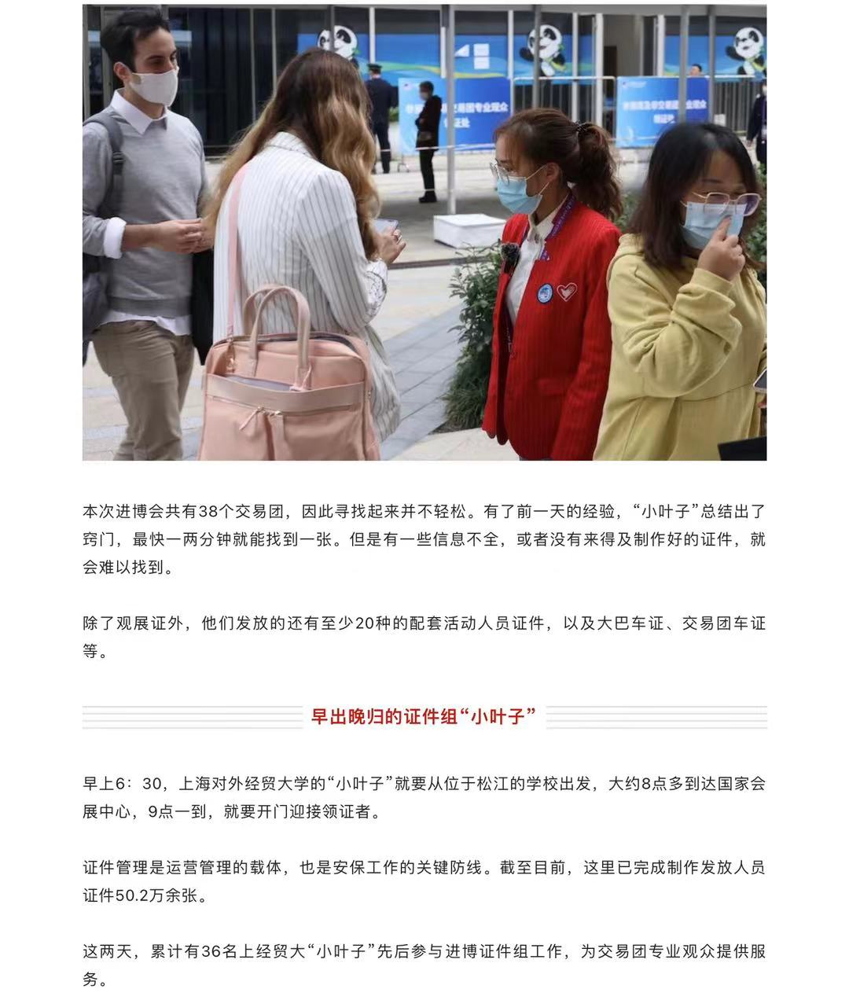 交易团专业观众
领证处
本次进博会共有38个交易团，因此寻找起来并不轻松。有了前一天的经验，“小叶子”总结出了
窍门，最快一两分钟就能找到一张。但是有一些信息不全，或者没有来得及制作好的证件，就
会难以找到。
除了观展证外，他们发放的还有至少20种的配套活动人员证件，以及大巴车证、交易团车证
等。
早出晚归的证件组“小叶子”
早上6：30，上海对外经贸大学的“小叶子”就要从位于松江的学校出发，大约8点多到达国家会
展中心，9点一到，就要开门迎接领证者。
证件管理是运营管理的载体，也是安保工作的关键防线。截至目前，这里已完成制作发放人员
证件50.2万余张。
这两天，累计有36名上经贸大“小叶子”先后参与进博证件组工作，为交易团专业观众提供服
务。